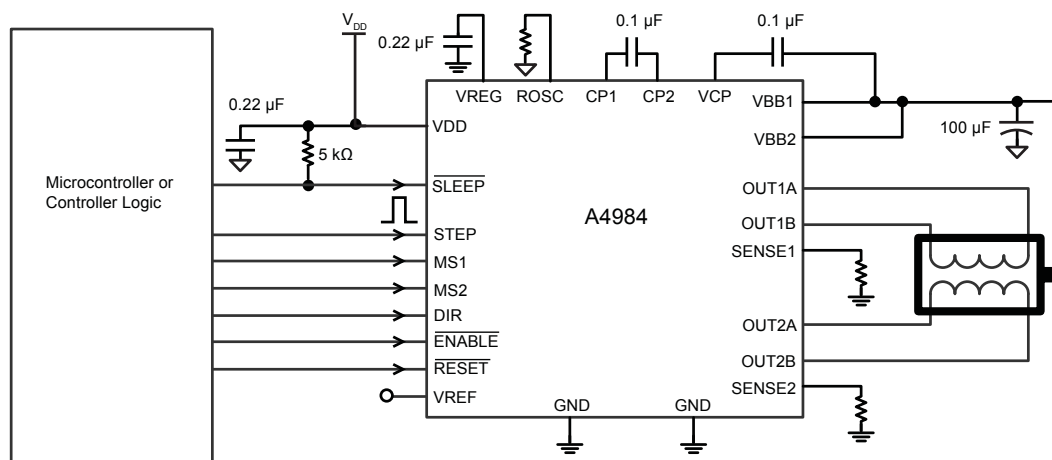 V_DD
0.22 µF
0.1 µF
0.1 µF
0.22 µF
5 kΩ
Microcontroller or
Controller Logic
VREG
ROSC
CP1
CP2
VCP
VBB1
VDD
VBB2
100 µF
SLEEP
OUT1A
A4984
OUT1B
STEP
SENSE1
MS1
MS2
DIR
OUT2A
ENABLE
OUT2B
RESET
SENSE2
VREF
GND
GND